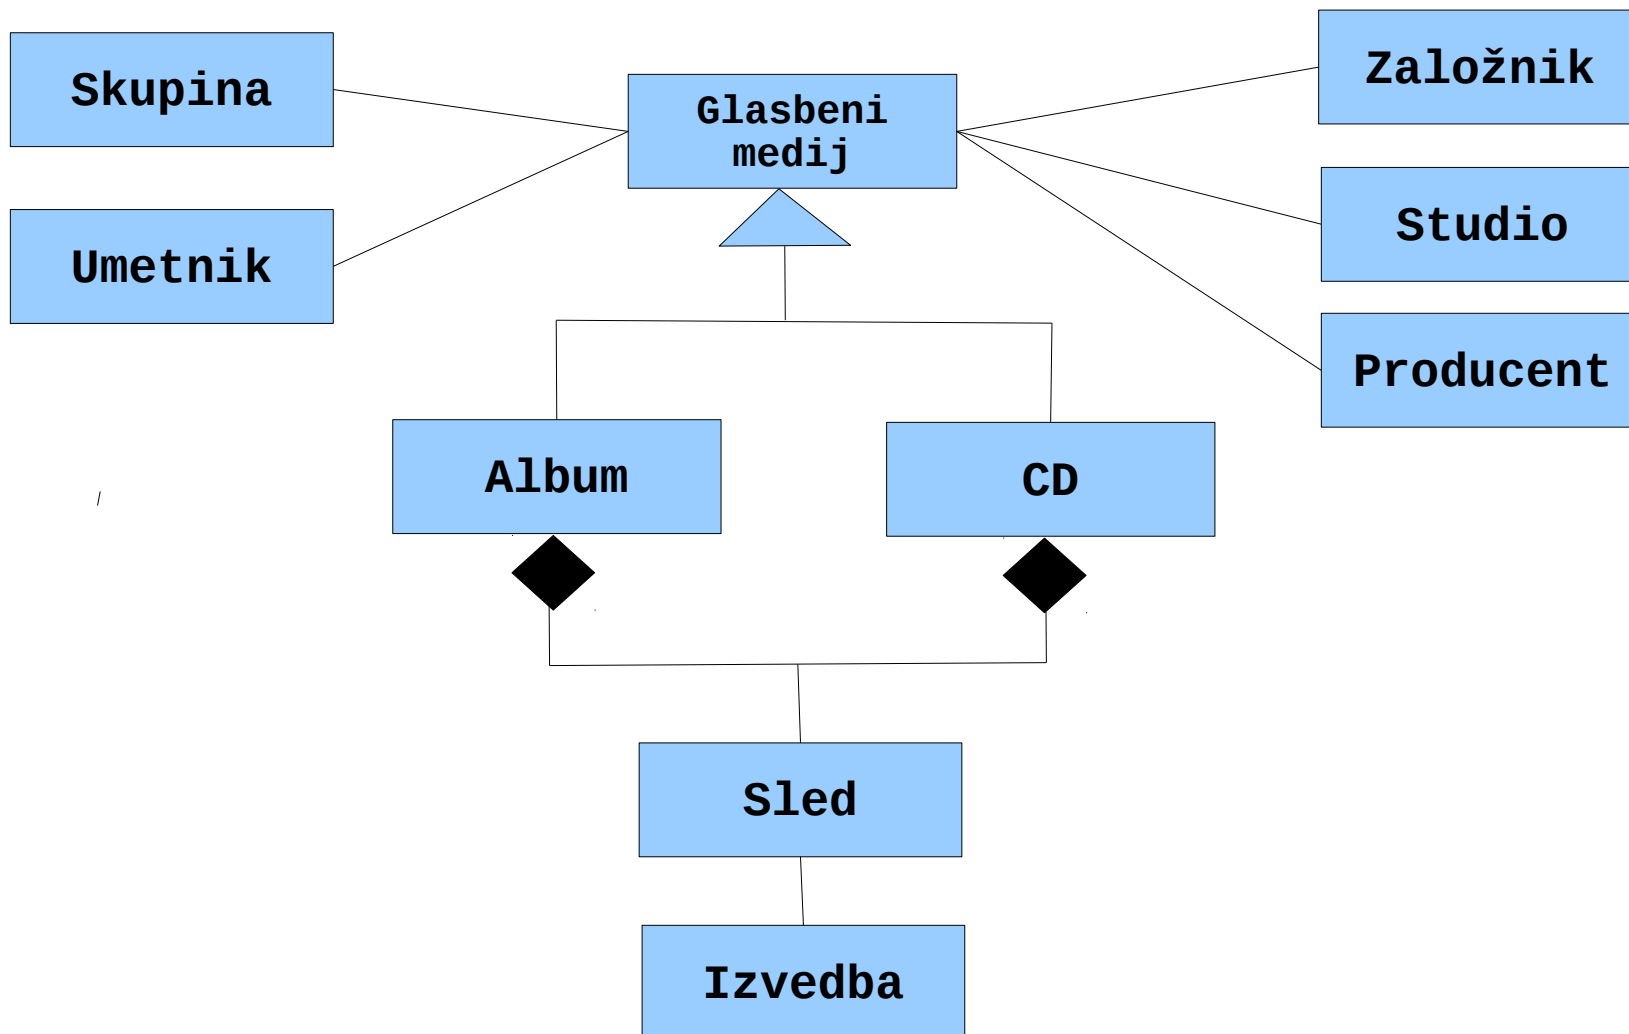 Skupina
Glasbeni
medij
Založnik
Umetnik
Studio
Producent
Album
CD
Sled
Izvedba